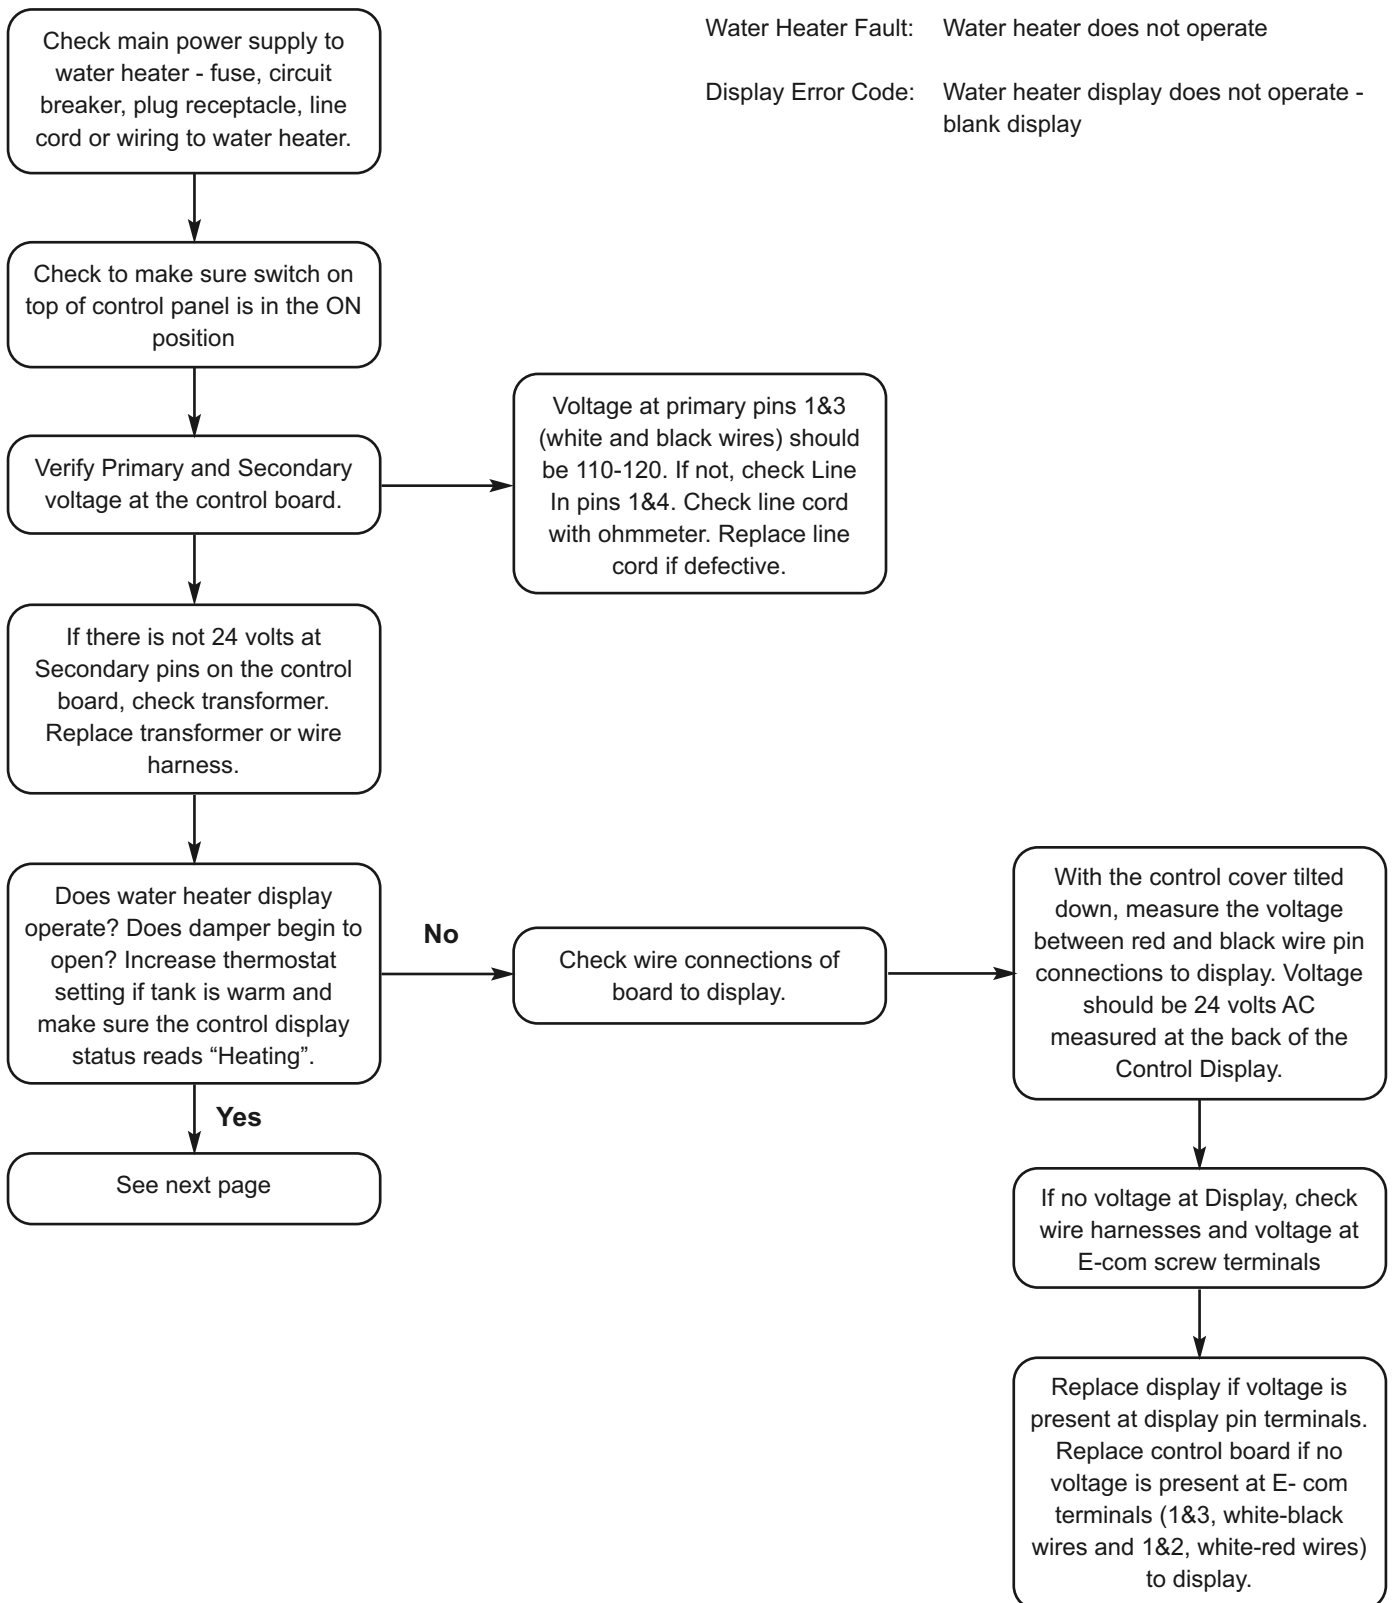 Water Heater Fault: Water heater does not operate
Display Error Code: Water heater display does not operate -
blank display
Check main power supply to
water heater - fuse, circuit
breaker, plug receptacle, line
cord or wiring to water heater.
Check to make sure switch on
top of control panel is in the ON
position
Verify Primary and Secondary
voltage at the control board.
Voltage at primary pins 1&3
(white and black wires) should
be 110-120. If not, check Line
In pins 1&4. Check line cord
with ohmmeter. Replace line
cord if defective.
If there is not 24 volts at
Secondary pins on the control
board, check transformer.
Replace transformer or wire
harness.
Does water heater display
operate? Does damper begin to
open? Increase thermostat
setting if tank is warm and
make sure the control display
status reads “Heating”.
No
Check wire connections of
board to display.
With the control cover tilted
down, measure the voltage
between red and black wire pin
connections to display. Voltage
should be 24 volts AC
measured at the back of the
Control Display.
Yes
See next page
If no voltage at Display, check
wire harnesses and voltage at
E-com screw terminals
Replace display if voltage is
present at display pin terminals.
Replace control board if no
voltage is present at E- com
terminals (1&3, white-black
wires and 1&2, white-red wires)
to display.